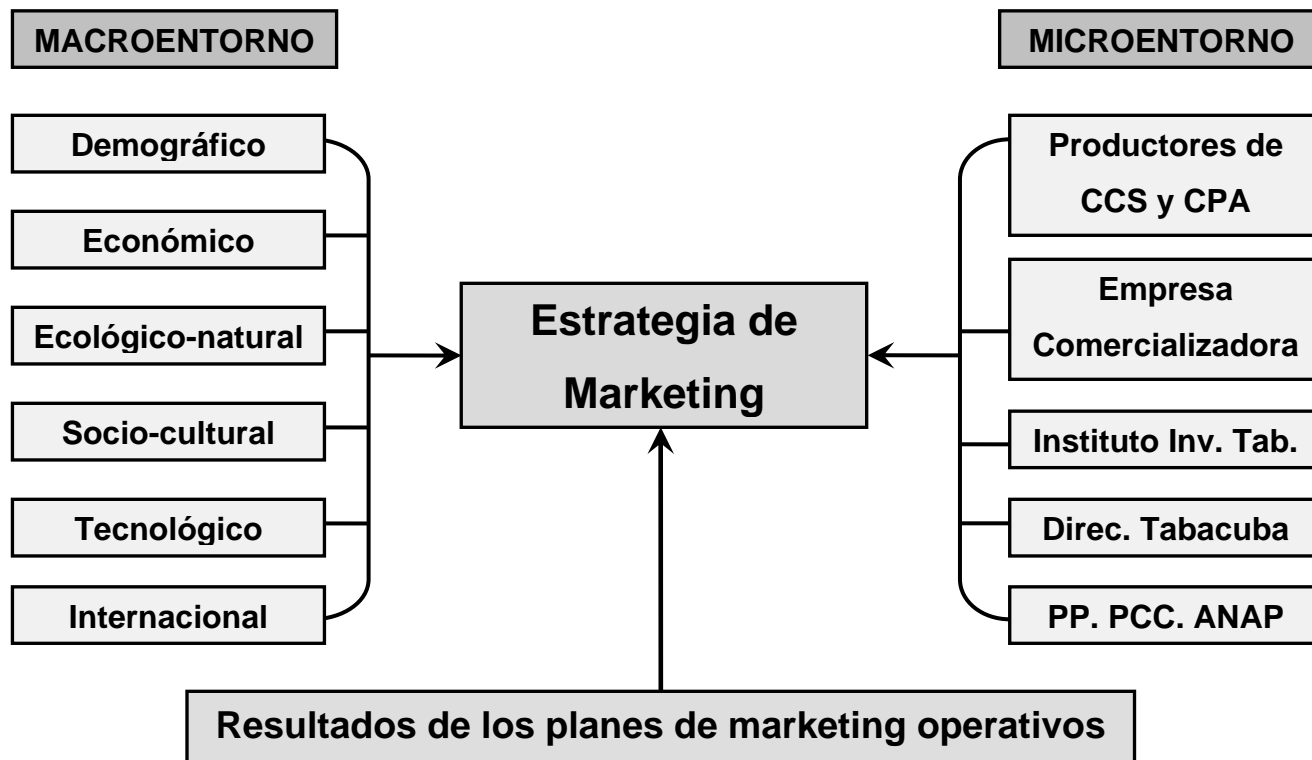 MACROENTORNO
Demográfico
Económico
Ecológico-natural
Socio-cultural
Tecnológico
Internacional
Estrategia de
Marketing
MICROENTORNO
Productores de
CCS y CPA
Empresa
Comercializadora
Instituto Inv. Tab.
Direc. Tabacuba
PP. PCC. ANAP
Resultados de los planes de marketing operativos